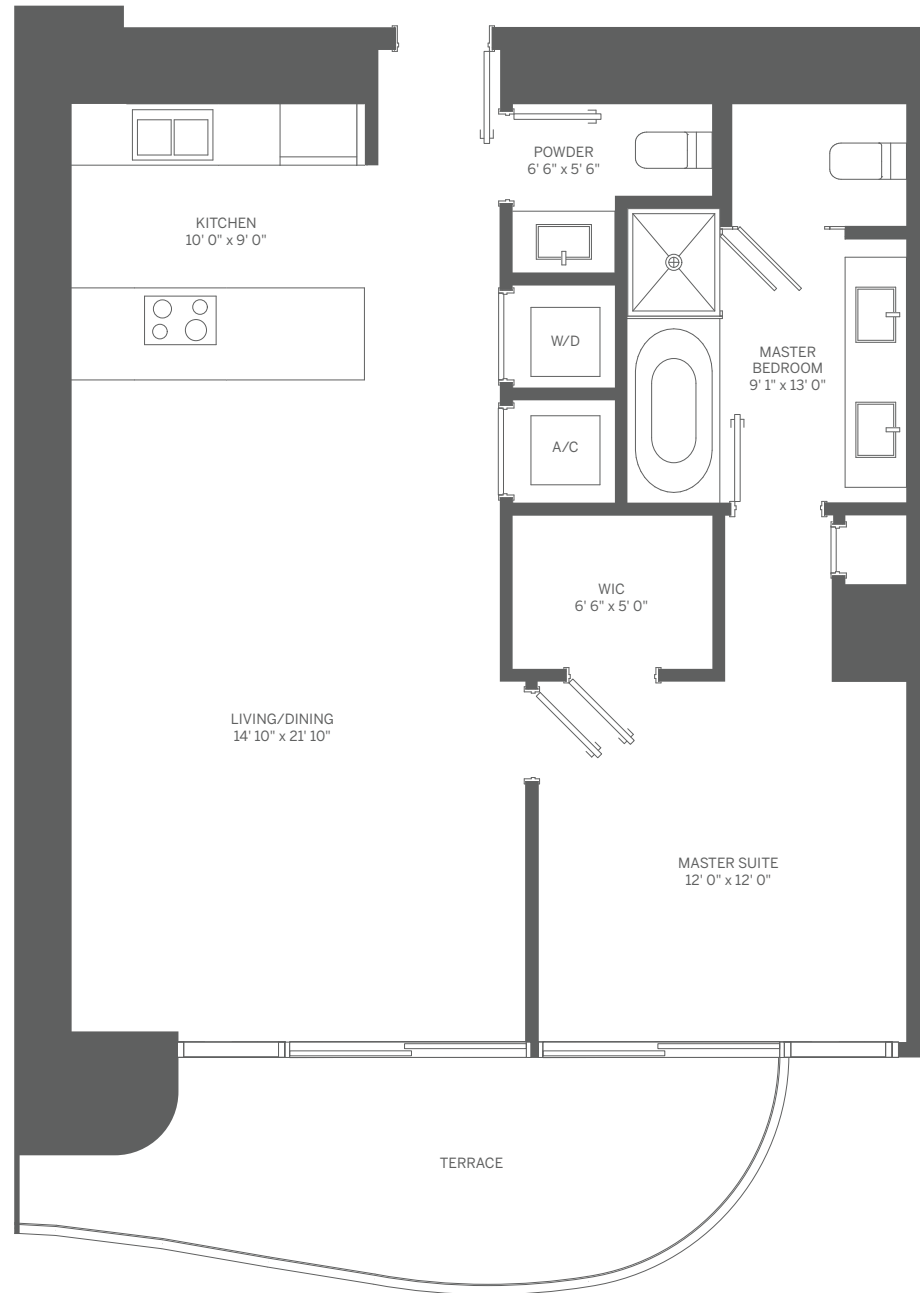 POWDER
6' 6" x 5' 6"
KITCHEN
10' 0" x 9' 0"
W/D
MASTER
BEDROOM
9' 1" x 13' 0"
A/C
WIC
6' 6" x 5' 0"
LIVING/DINING
14' 10" x 21' 10"
MASTER SUITE
12' 0" x 12' 0"
TERRACE